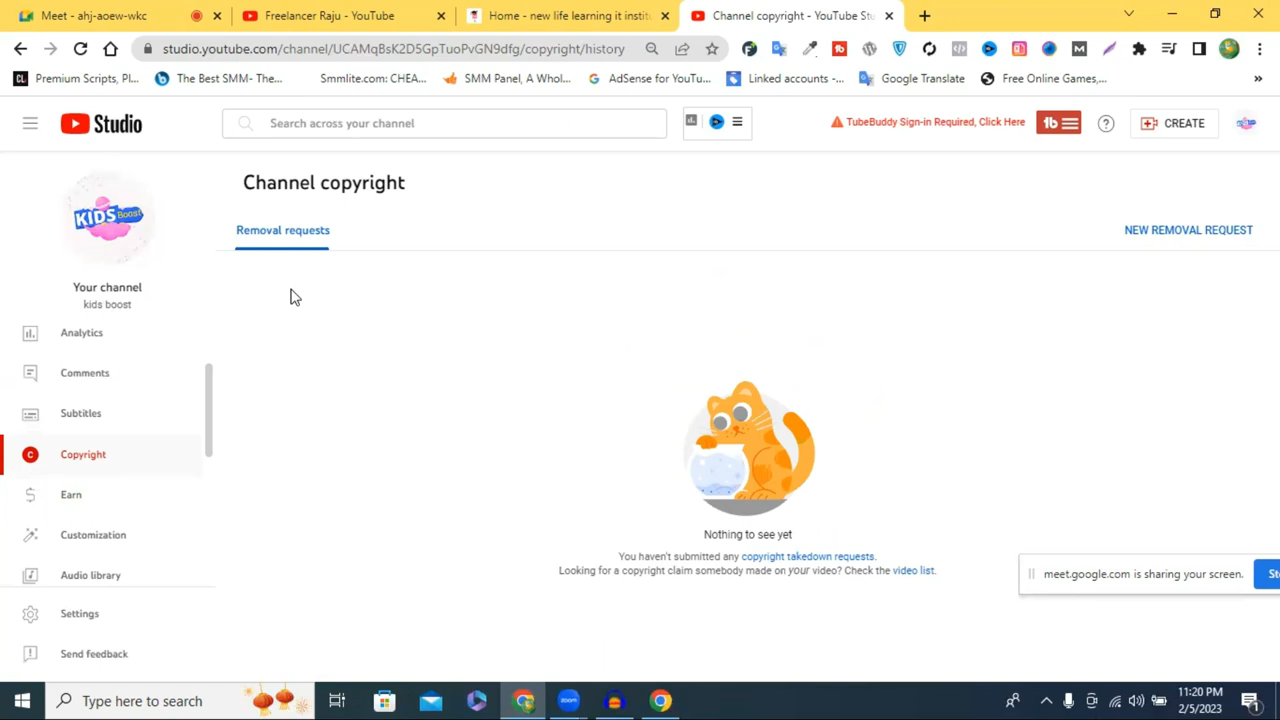 Meet - ahj-aoew-wkc
Freelancer Raju - YouTube
Home - new life learning it instit
Channel copyright - YouTube Stu
studio.youtube.com/channel/UCAMqBsK2D5GpTuoPvGN9dfg/copyright/history
Premium Scripts, Pl...
The Best SMM- The...
Smmlite.com: CHEA...
SMM Panel, A Whol...
AdSense for YouTu...
Linked accounts -...
Google Translate
Free Online Games,...
Studio
Search across your channel
TubeBuddy Sign-in Required, Click Here
CREATE
Channel copyright
Removal requests
NEW REMOVAL REQUEST
KIDS Boost
Your channel
kids boost
Analytics
Comments
Subtitles
Copyright
Earn
Customization
Audio library
Settings
Send feedback
Nothing to see yet
You haven't submitted any copyright takedown requests.
Looking for a copyright claim somebody made on your video? Check the video list.
meet.google.com is sharing your screen.
Type here to search
zoom
11:20 PM
2/5/2023